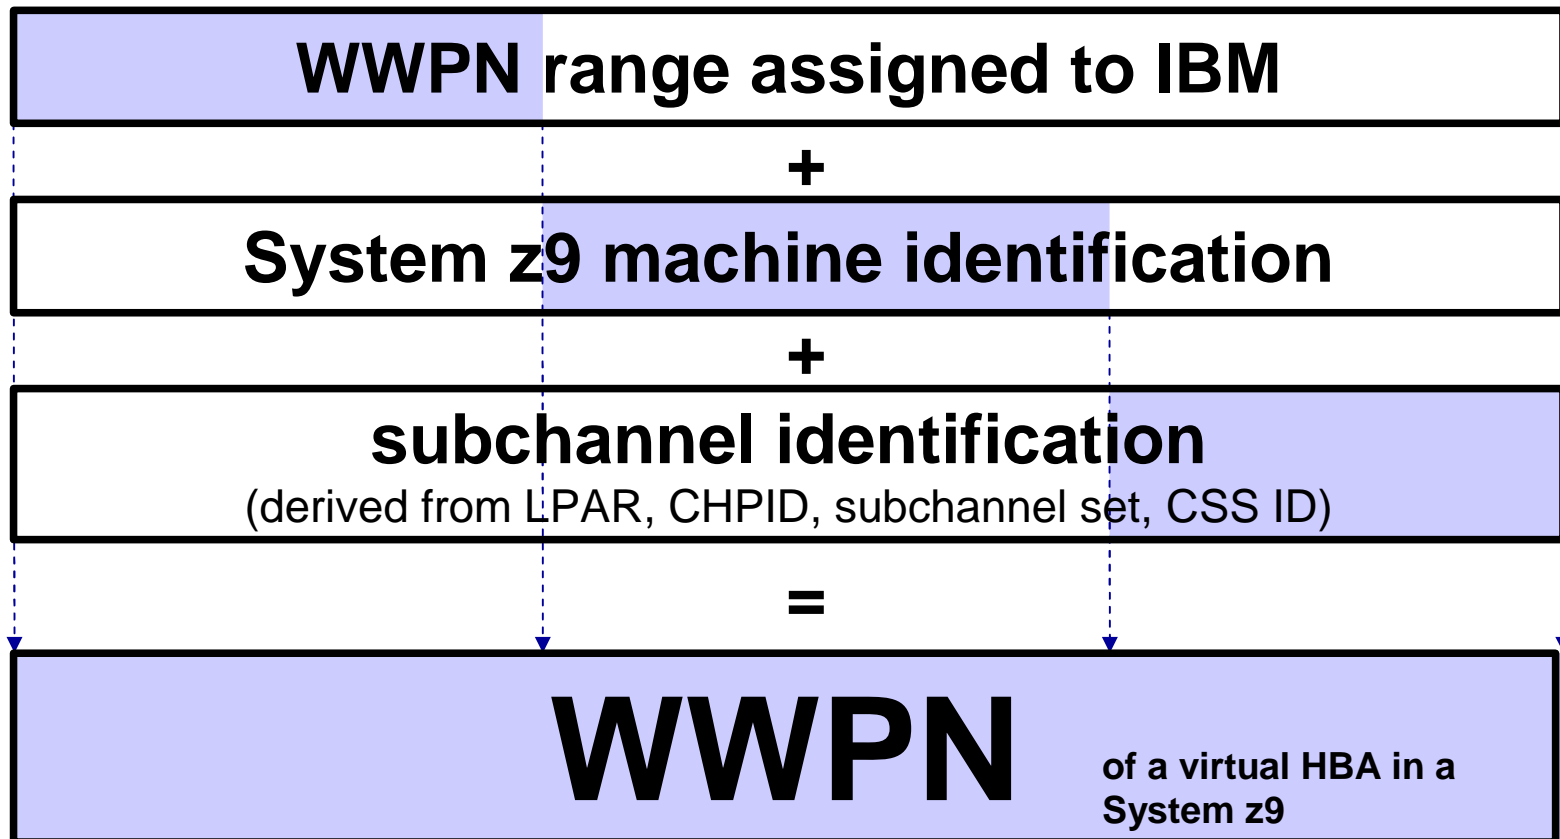 WWPN range assigned to IBM
+
System z9 machine identification
+
subchannel identification
(derived from LPAR, CHPID, subchannel set, CSS ID)
=
WWPN
of a virtual HBA in a
System z9